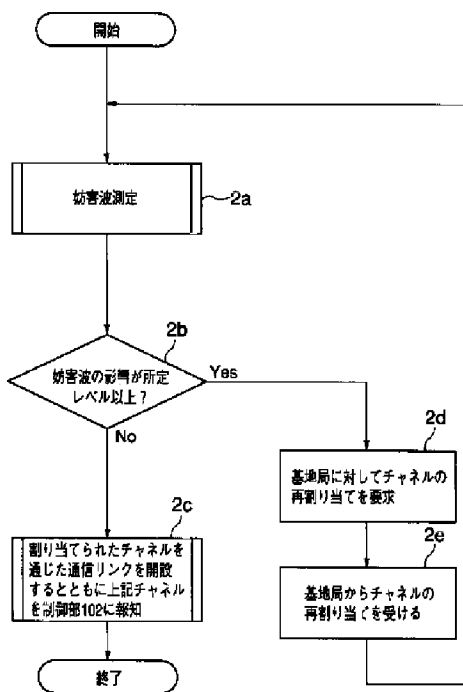 開始
妨害波測定
2a
2b
妨害波の影響が所定
レベル以上？
Yes
No
2c
割り当てられたチャネルを
通じた通信リンクを開設
するとともに上記チャネル
を制御部102に報知
終了
2d
基地局に対してチャネルの
再割り当てを要求
2e
基地局からチャネルの
再割り当てを受ける